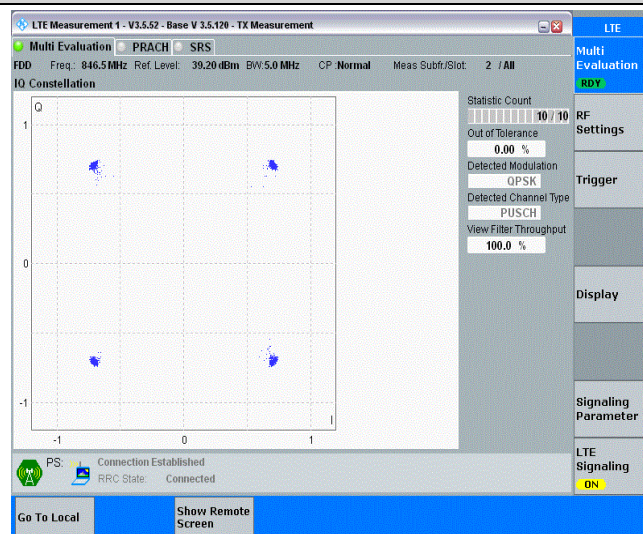 LTE Measurement 1 - V3.5.52 - Base V 3.5.120 - TX Measurement
LTE
Multi Evaluation PRACH SRS
FDD Freq.: 846.5 MHz Ref. Level: 39.20 dBm BW:5.0 MHz CP :Normal Meas Subfr./Slot: 2 / All
IQ Constellation
Q
1
0
-1
-1 0 1
I
Statistic Count
10 / 10
Out of Tolerance
0.00 %
Detected Modulation
QPSK
Detected Channel Type
PUSCH
View Filter Throughput
100.0 %
PS: Connection Established
RRC State: Connected
Multi
Evaluation
RDY
RF
Settings
Trigger
Display
Signaling
Parameter
LTE
Signaling
ON
Go To Local
Show Remote
Screen